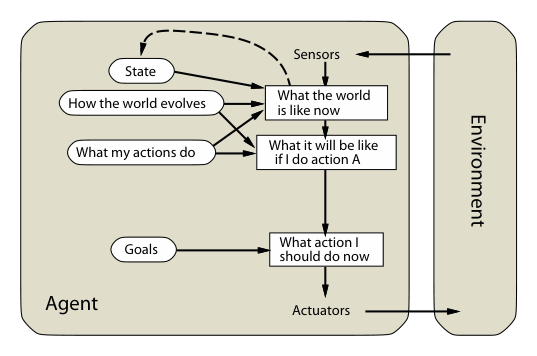 Sensors
State
What the world
is like now
How the world evolves
What it will be like
if I do action A
What my actions do
Environment
Goals
What action I
should do now
Agent
Actuators